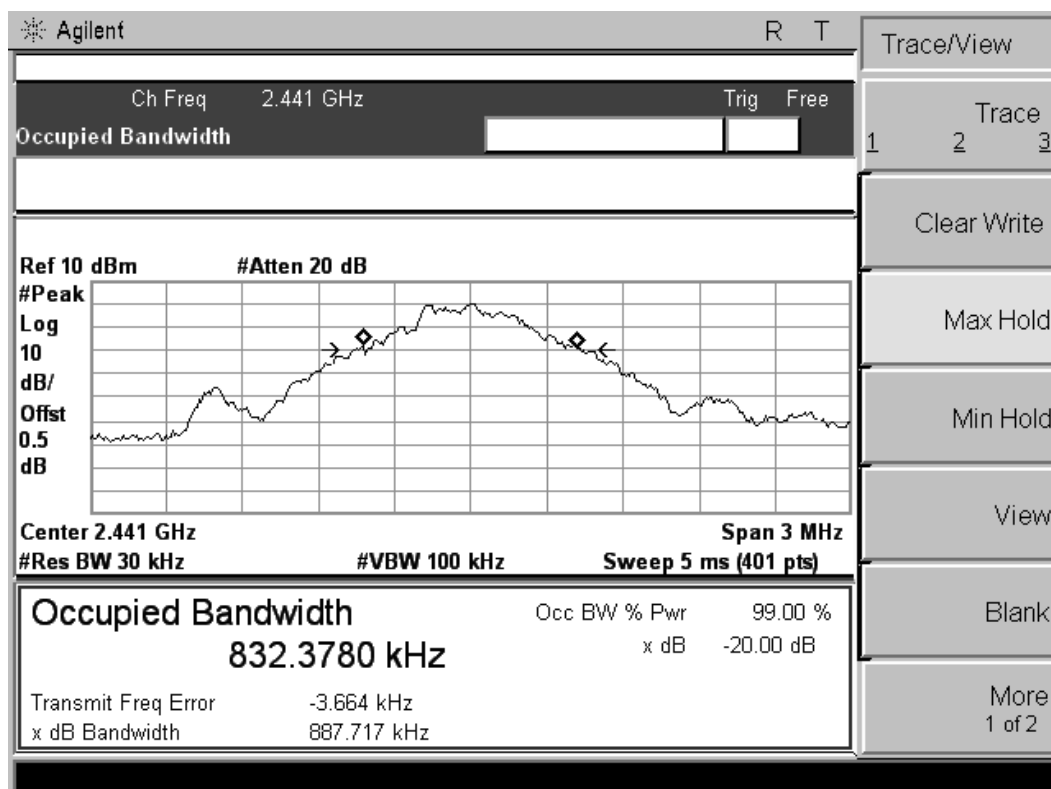 Agilent R T
Ch Freq 2.441 GHz Trig Free
Occupied Bandwidth
Ref 10 dBm #Atten 20 dB
#Peak
Log
10
dB/
Offst
0.5
dB
Center 2.441 GHz Span 3 MHz
#Res BW 30 kHz #VBW 100 kHz Sweep 5 ms (401 pts)
Occupied Bandwidth
832.3780 kHz
Occ BW % Pwr 99.00 %
x dB -20.00 dB
Transmit Freq Error -3.664 kHz
x dB Bandwidth 887.717 kHz
Trace/View
Trace
1 2 3
Clear Write
Max Hold
Min Hold
View
Blank
More
1 of 2